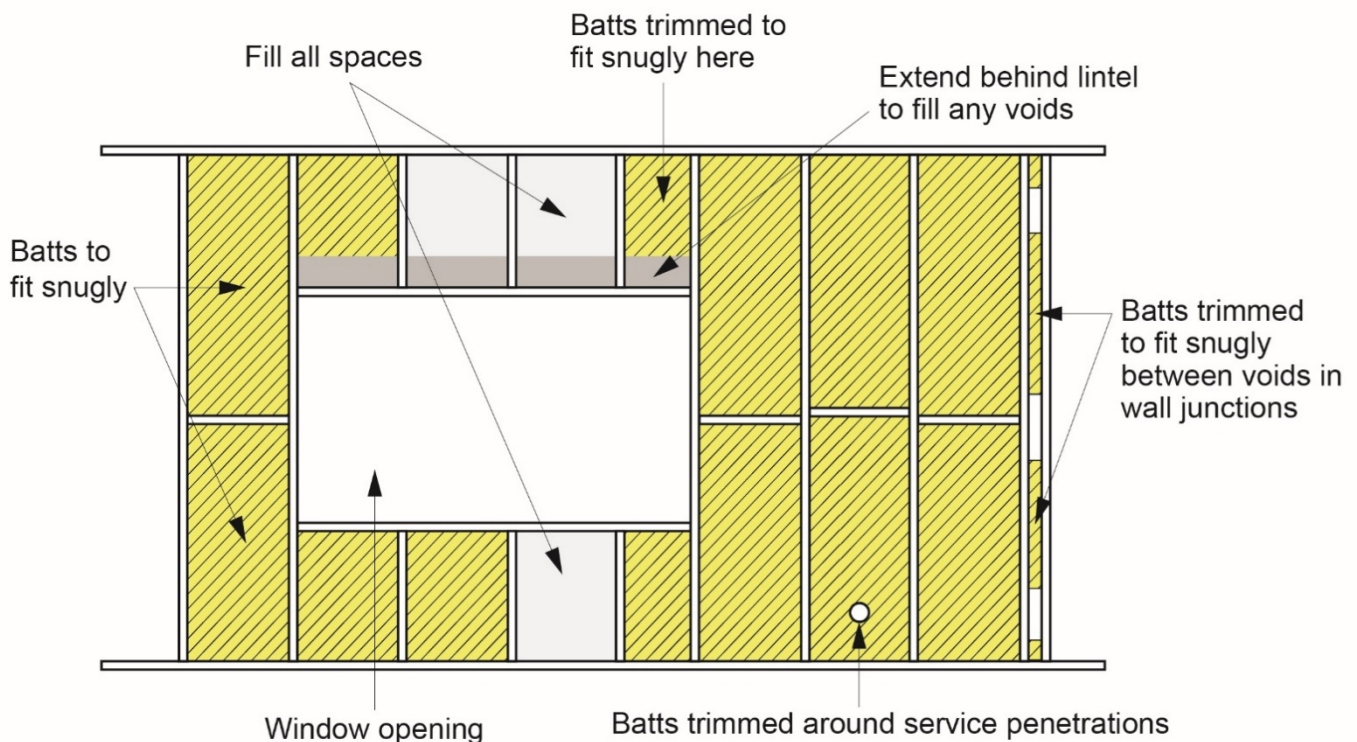 Fill all spaces
Batts trimmed to
fit snugly here
Extend behind lintel
to fill any voids
Batts to
fit snugly
Batts trimmed
to fit snugly
between voids in
wall junctions
Window opening
Batts trimmed around service penetrations